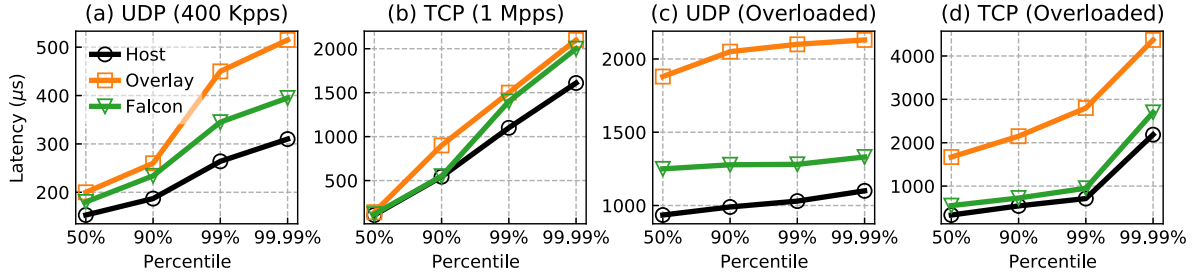 (a) UDP (400 Kpps)
(b) TCP (1 Mpps)
(c) UDP (Overloaded)
(d) TCP (Overloaded)
Latency (μs)
500
400
300
200
Host
Overlay
Falcon
50% 90% 99% 99.99%
Percentile
2000
1500
1000
500
50% 90% 99% 99.99%
Percentile
2000
1500
1000
50% 90% 99% 99.99%
Percentile
4000
3000
2000
1000
50% 90% 99% 99.99%
Percentile